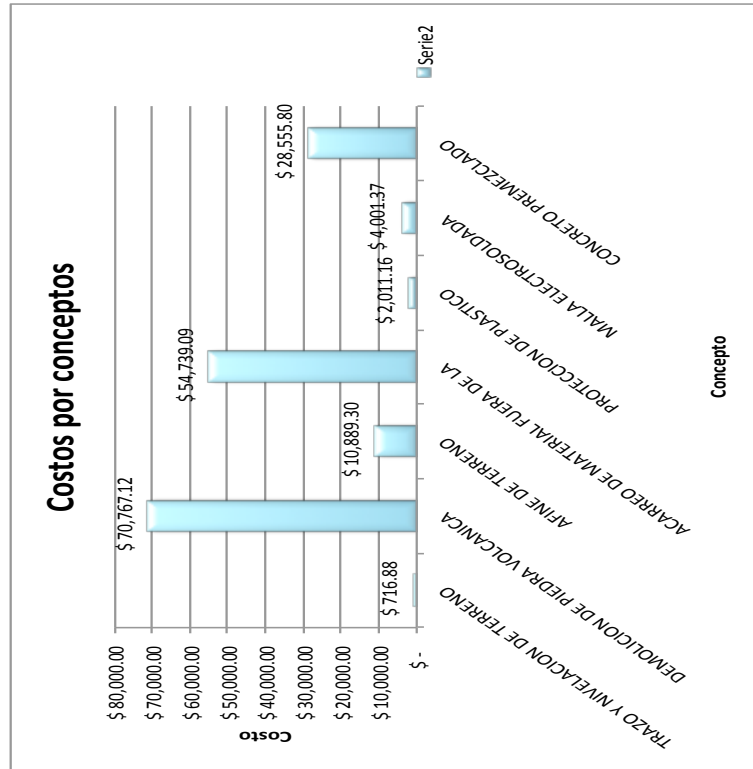 Costos por conceptos
Costo
$ 80,000.00
$ 70,000.00
$ 60,000.00
$ 50,000.00
$ 40,000.00
$ 30,000.00
$ 20,000.00
$ 10,000.00
$ -
$ 716.88
$ 70,767.12
$ 10,889.30
$ 54,739.09
$ 2,011.16
$ 4,001.37
$ 28,555.80
TRAZO Y NIVELACION DE TERRENO
DEMOLICION DE PIEDRA VOLCANICA
AFINE DE TERRENO
ACARREO DE MATERIAL FUERA DE LA
PROTECCION DE PLASTICO
MALLA ELECTROSOLDADA
CONCRETO PREMEZCLADO
Concepto
Serie2